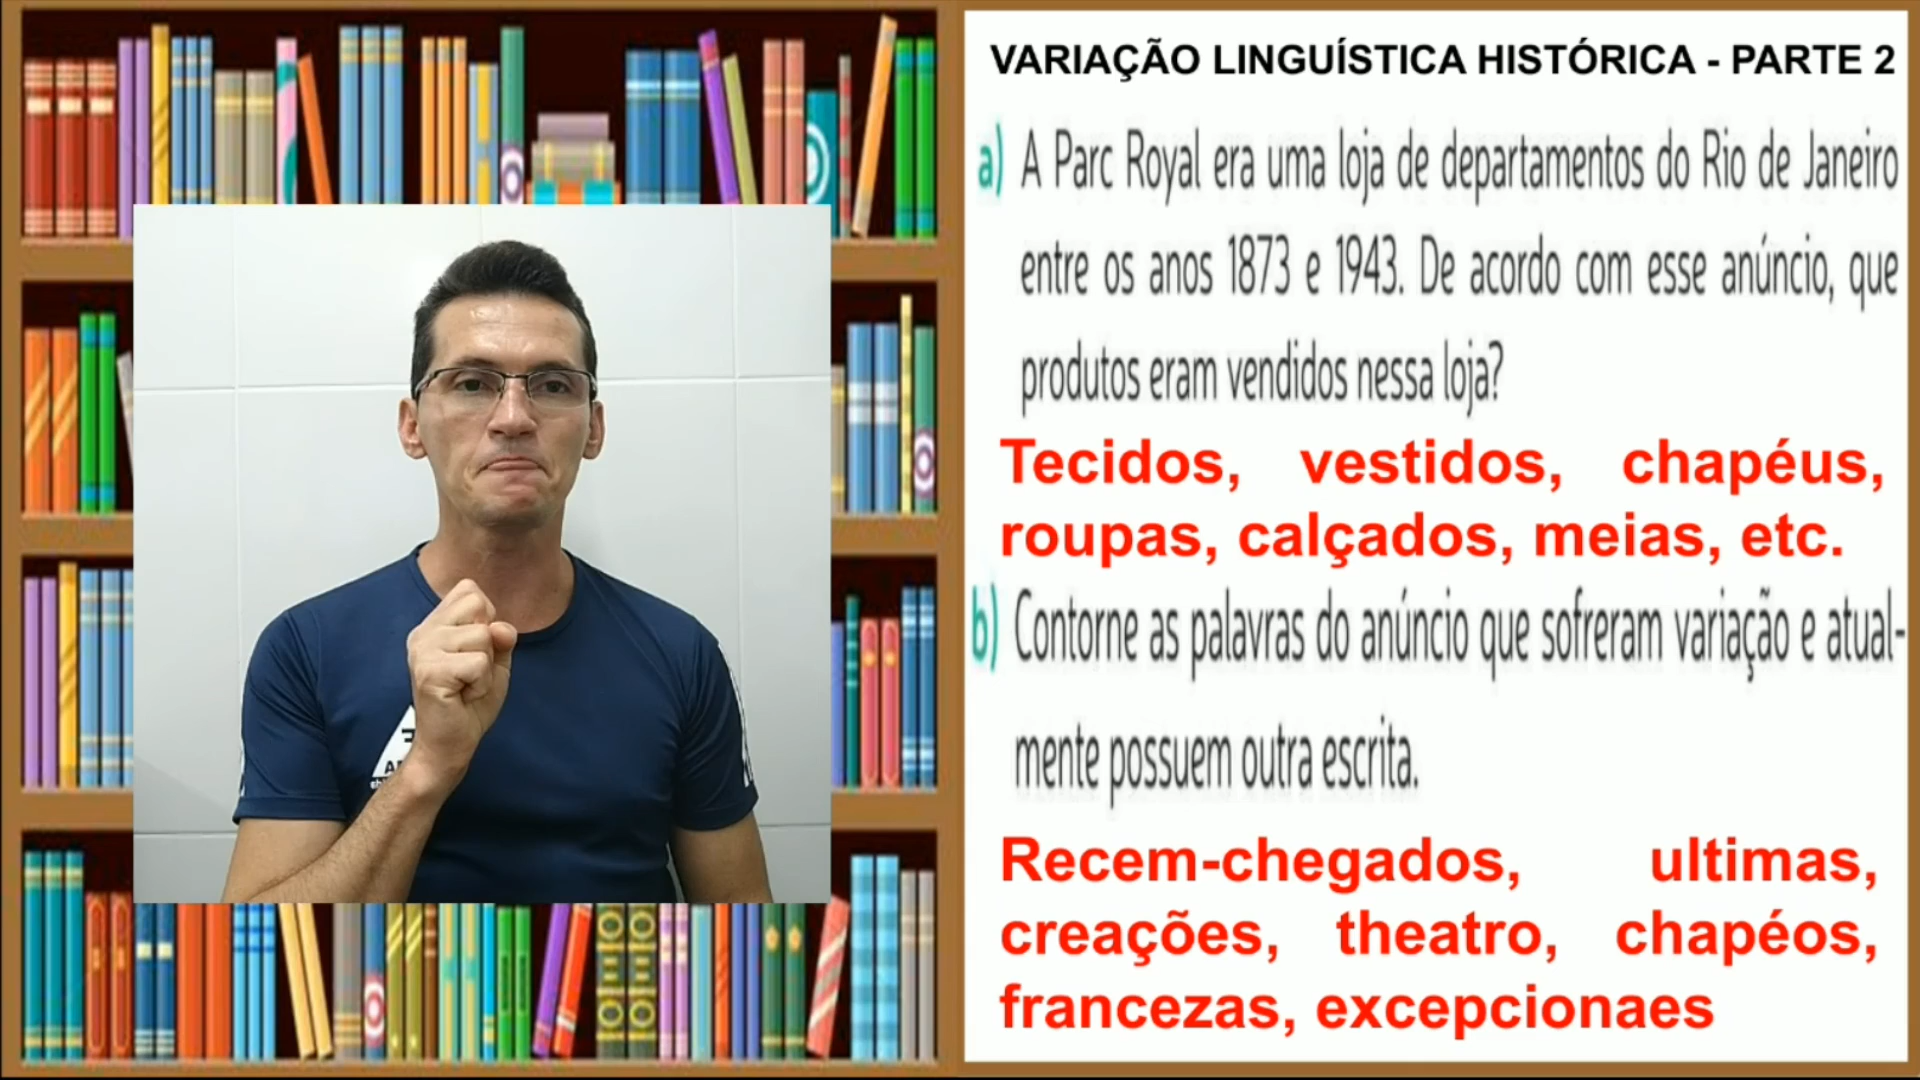 VARIAÇÃO LINGUÍSTICA HISTÓRICA - PARTE 2
a) A Parc Royal era uma loja de departamentos do Rio de Janeiro
entre os anos 1873 e 1943. De acordo com esse anúncio, que
produtos eram vendidos nessa loja?
Tecidos, vestidos, chapéus,
roupas, calçados, meias, etc.
b) Contorne as palavras do anúncio que sofreram variação e atual-
mente possuem outra escrita.
Recem-chegados, ultimas,
creações, theatro, chapéos,
francezas, excepcionaes